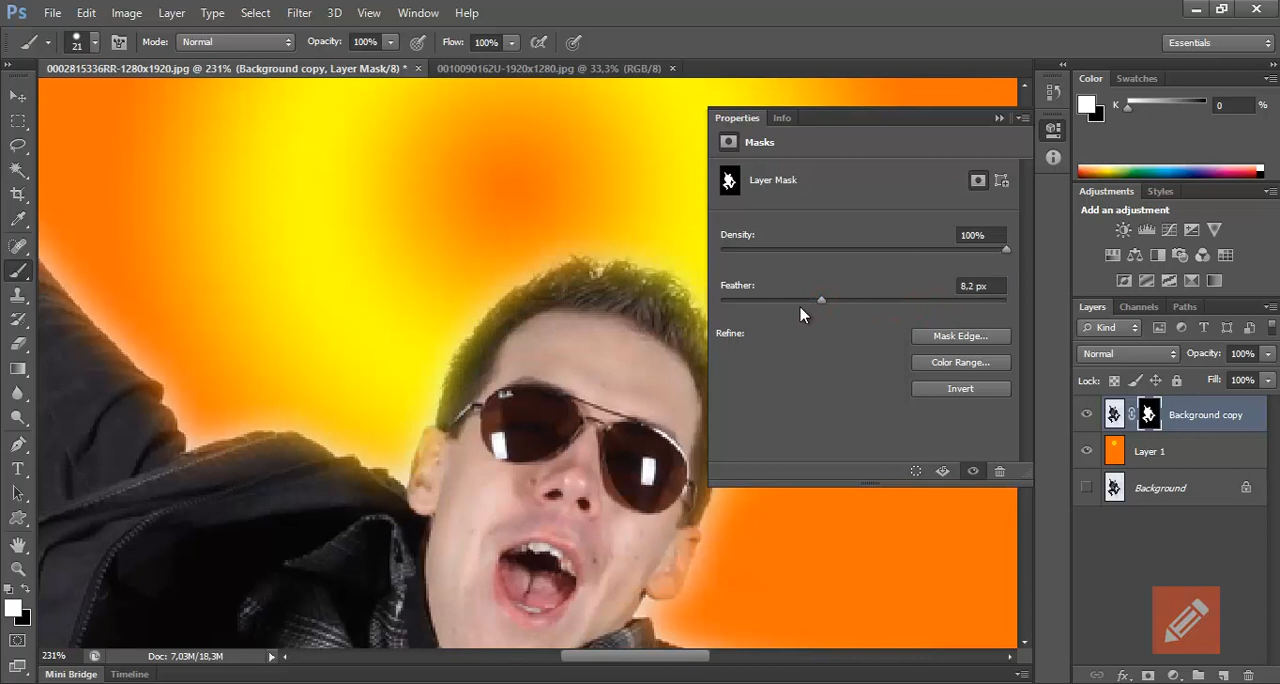 Ps File Edit Image Layer Type Select Filter 3D View Window Help
21 Mode: Normal Opacity: 100% Flow: 100% Essentials
0002815336RR-1280x1920.jpg @ 231% (Background copy, Layer Mask/8) * × 0010090162U-1920x1280.jpg @ 33,3% (RGB/8) ×
Color Swatches
K 0 %
Properties Info
Masks
Layer Mask
Density: 100%
Feather: 8,2 px
Refine: Mask Edge...
Color Range...
Invert
Adjustments Styles
Add an adjustment
Layers Channels Paths
Kind
Normal Opacity: 100%
Lock: Fill: 100%
Background copy
Layer 1
Background
231% Doc: 7,03M/18,3M
Mini Bridge Timeline